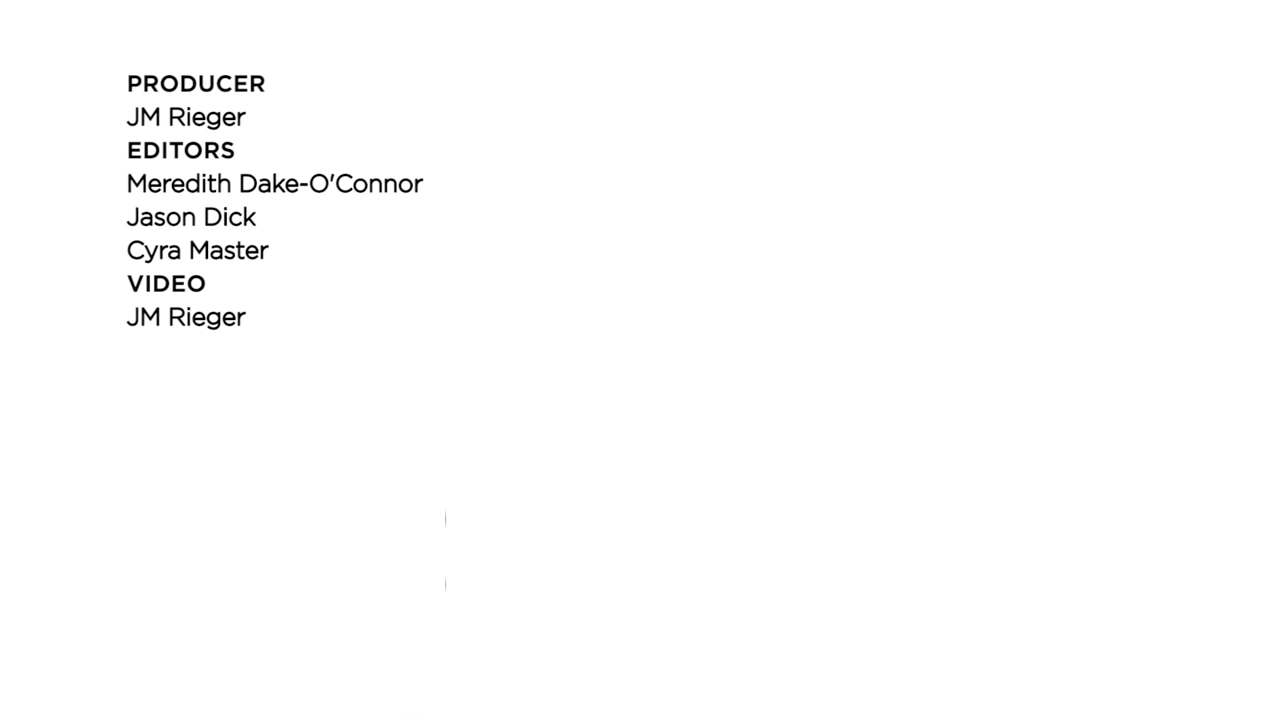 PRODUCER
JM Rieger
EDITORS
Meredith Dake-O'Connor
Jason Dick
Cyra Master
VIDEO
JM Rieger